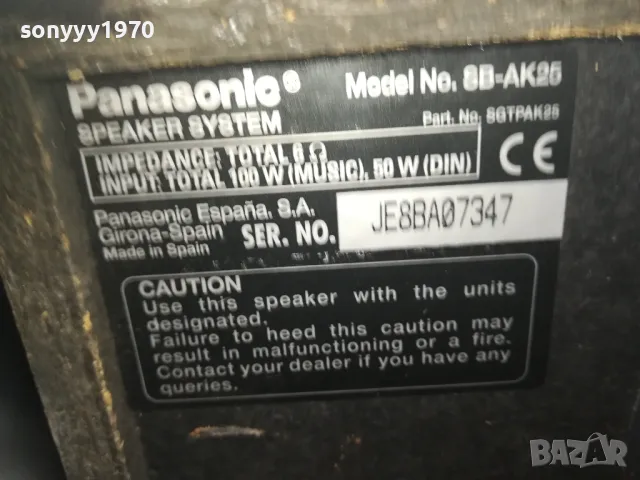 sonyyy1970
Panasonic® Model No. SB-AK25
SPEAKER SYSTEM Part. No. SGTPAK25
IMPEDANCE: TOTAL 6 Ω
INPUT: TOTAL 100 W (MUSIC), 50 W (DIN)
CE
Panasonic España, S.A.
Girona-Spain
Made in Spain SER. NO. JE8BA07347
CAUTION
Use this speaker with the units
designated.
Failure to heed this caution may
result in malfunctioning or a fire.
Contact your dealer if you have any
queries.
BAZAR